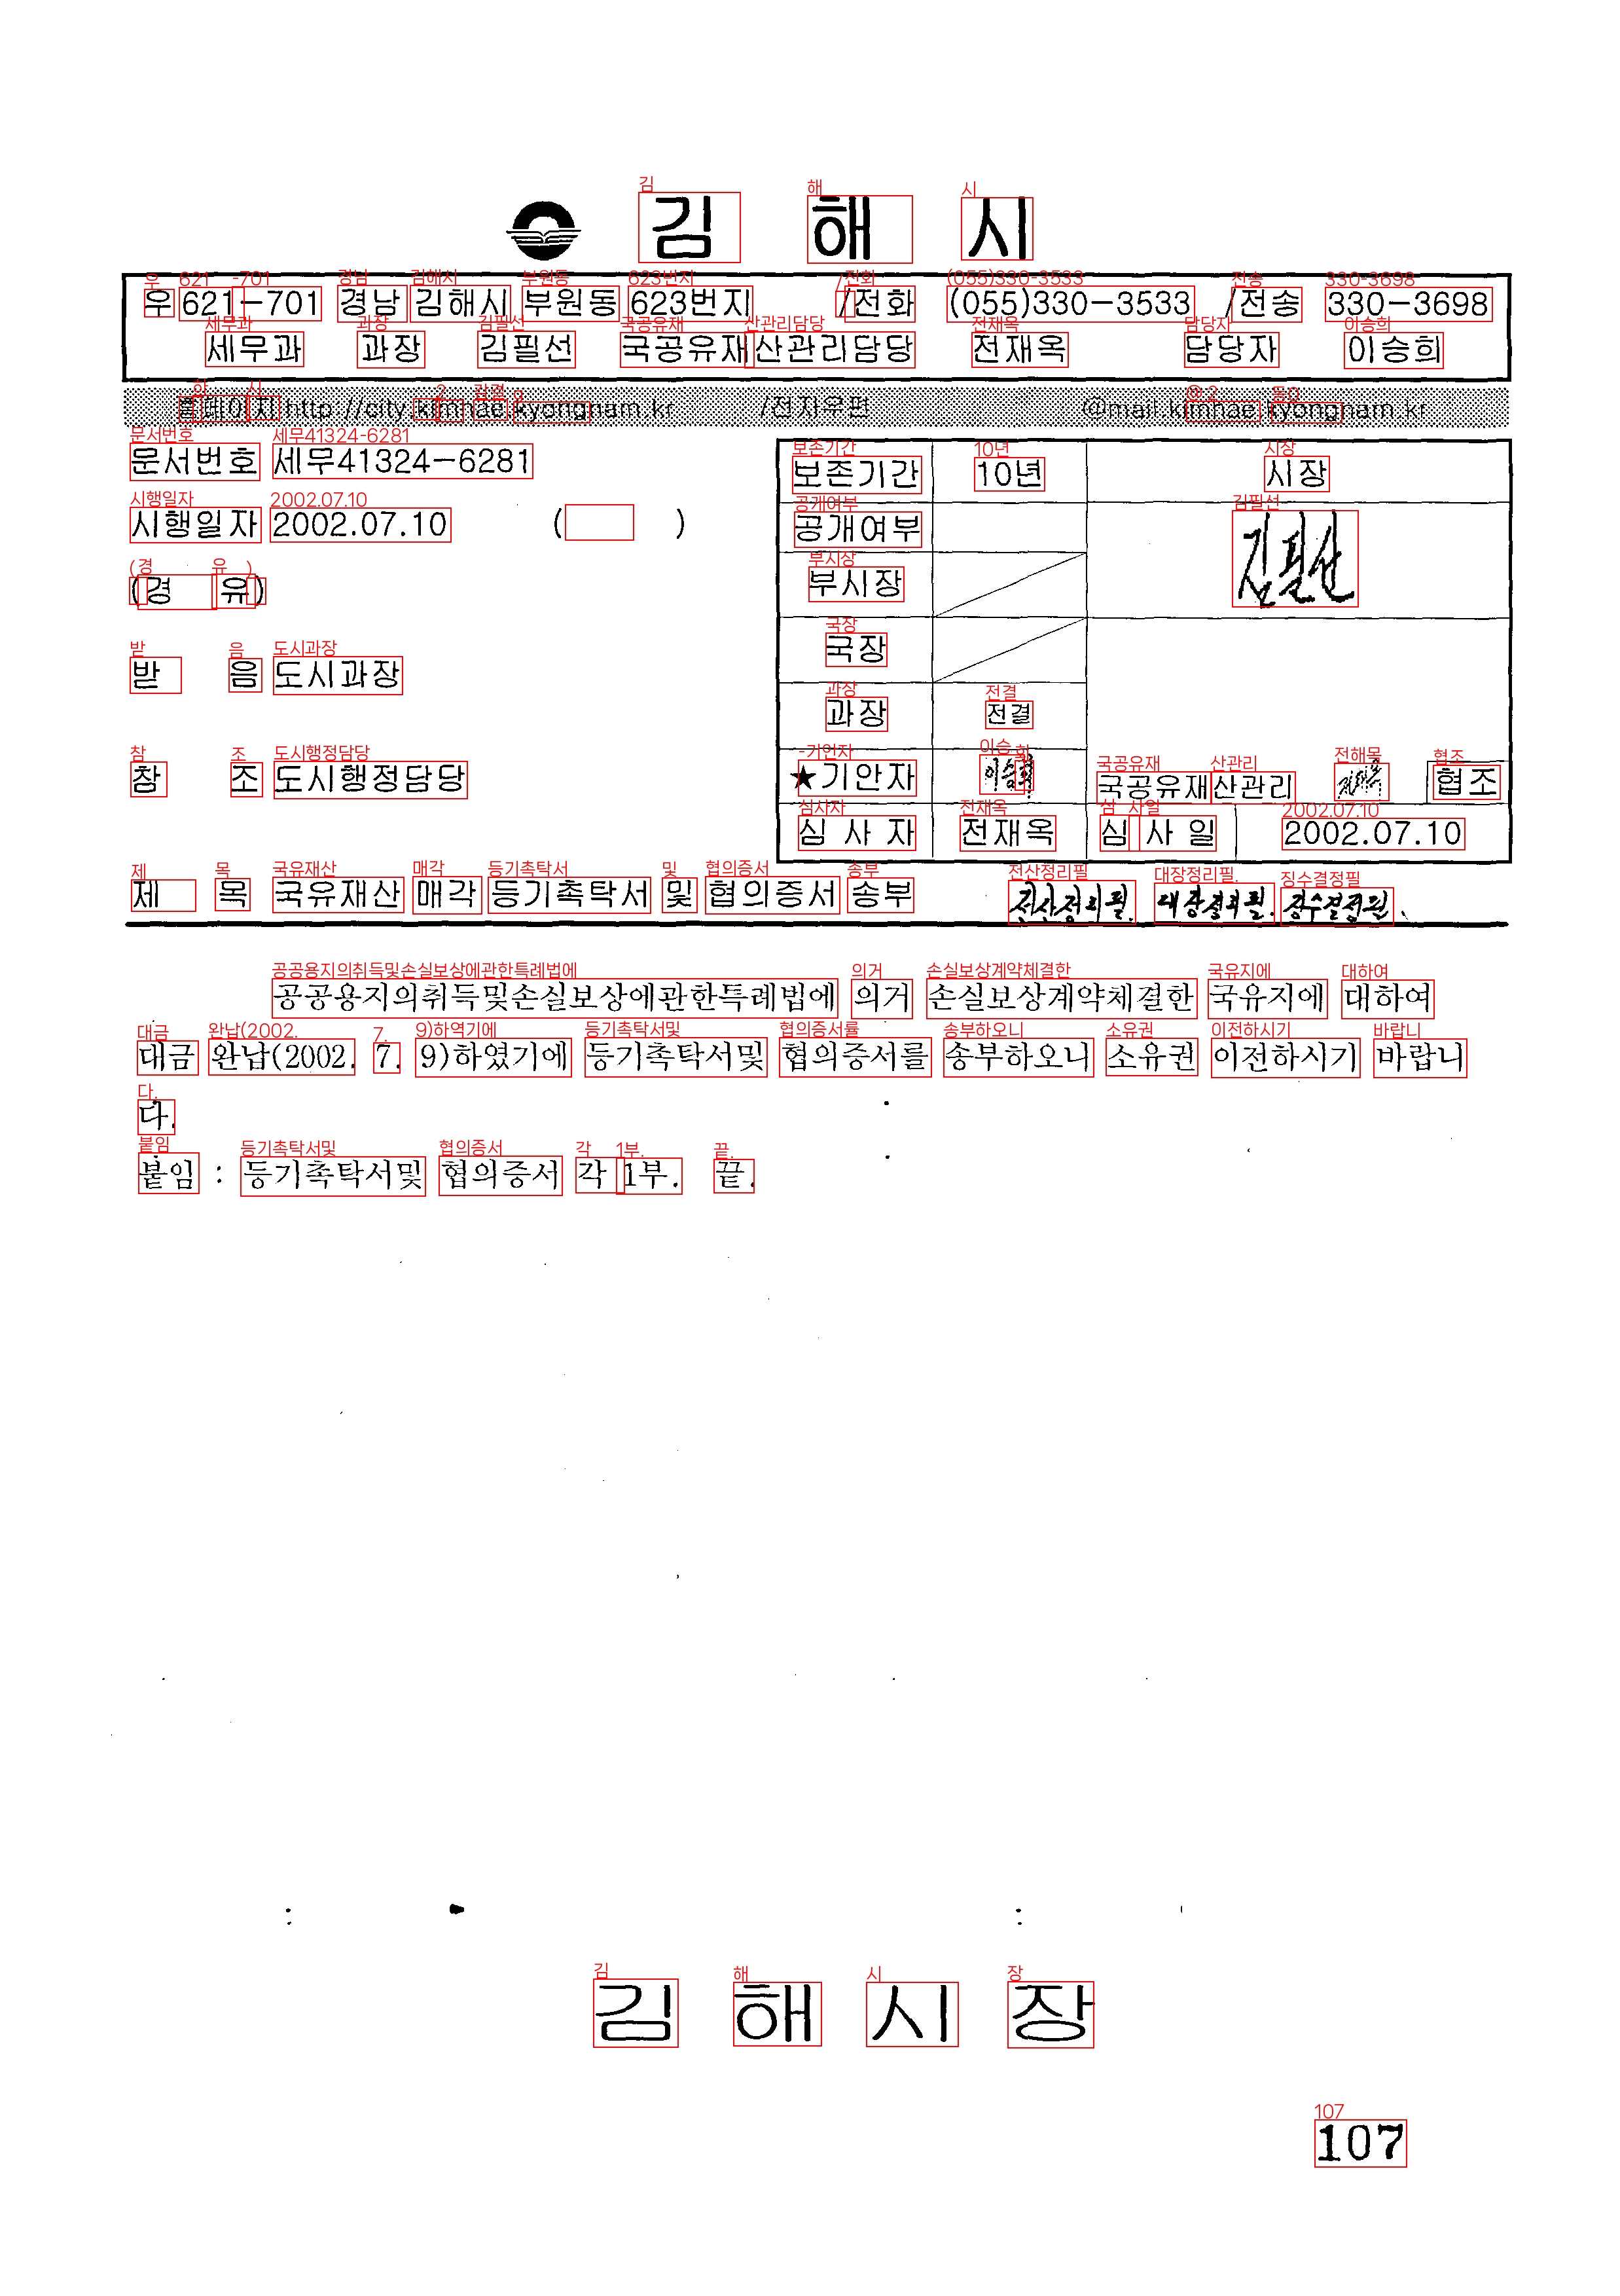 김 해 시
우 621-701 경남 김해시 부원동 623번지 /전화 (055)330-3533 /전송 330-3698
세무과 과장 김필선 국공유재산관리담당 전재옥 담당자 이승희
홈페이지 http://city.kimhae.kyongnam.kr /전자우편 @mail.kimhae.kyongnam.kr
문서번호 세무41324-6281
시행일자 2002.07.10 ( )
(경 유)
받 음 도시과장
참 조 도시행정담당
보존기간 10년 시장
공개여부 김필선
부시장
국장
과장 전결
★기안자 이승희 국공유재산관리 협조
심 사 자 전재옥 심 사 일 2002.07.10
제 목 국유재산 매각 등기촉탁서 및 협의증서 송부 전산정리필. 대장정리필.
공공용지의취득및손실보상에관한특례법에 의거 손실보상계약체결한 국유지에 대하여
대금 완납(2002. 7. 9)하였기에 등기촉탁서및 협의증서를 송부하오니 소유권 이전하시기 바랍니
다.
붙임 : 등기촉탁서및 협의증서 각 1부. 끝.
김 해 시 장
107